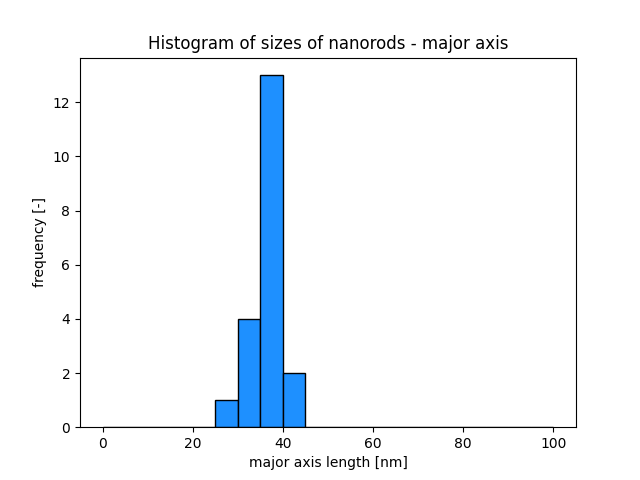 Histogram of sizes of nanorods - major axis
frequency [-]
12
10
8
6
4
2
0
0 20 40 60 80 100
major axis length [nm]